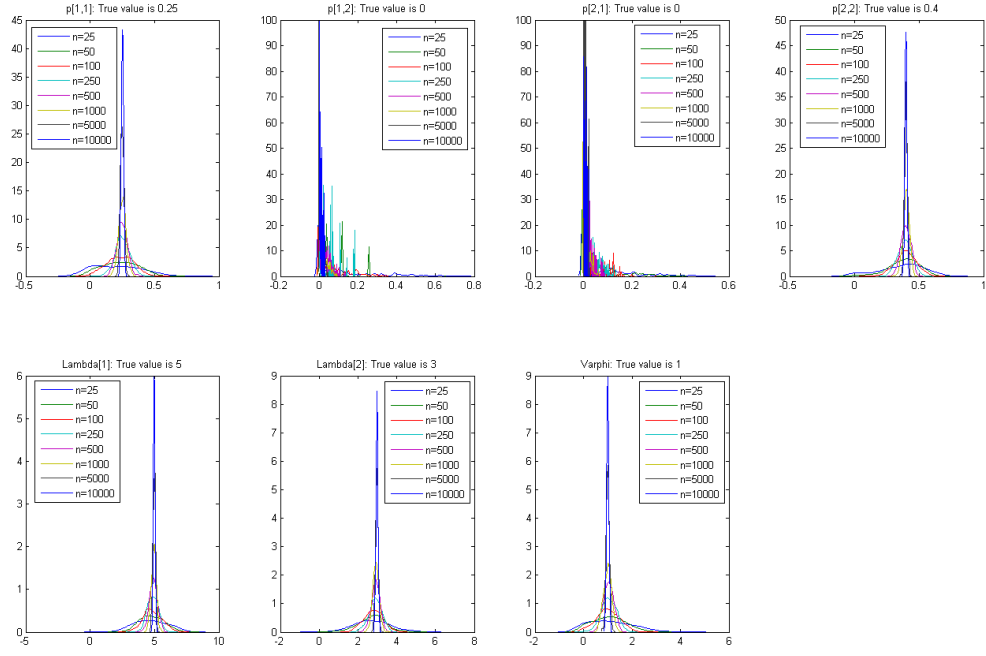 p[1,1]: True value is 0.25
45
40
35
30
25
20
15
10
5
0
-0.5
0
0.5
1
n=25
n=50
n=100
n=250
n=500
n=1000
n=5000
n=10000
p[1,2]: True value is 0
100
90
80
70
60
50
40
30
20
10
0
-0.2
0
0.2
0.4
0.6
0.8
n=25
n=50
n=100
n=250
n=500
n=1000
n=5000
n=10000
p[2,1]: True value is 0
100
90
80
70
60
50
40
30
20
10
0
-0.2
0
0.2
0.4
0.6
n=25
n=50
n=100
n=250
n=500
n=1000
n=5000
n=10000
p[2,2]: True value is 0.4
50
45
40
35
30
25
20
15
10
5
0
-0.5
0
0.5
1
n=25
n=50
n=100
n=250
n=500
n=1000
n=5000
n=10000
Lambda[1]: True value is 5
6
5
4
3
2
1
0
-5
0
5
10
n=25
n=50
n=100
n=250
n=500
n=1000
n=5000
n=10000
Lambda[2]: True value is 3
9
8
7
6
5
4
3
2
1
0
-2
0
2
4
6
8
n=25
n=50
n=100
n=250
n=500
n=1000
n=5000
n=10000
Varphi: True value is 1
9
8
7
6
5
4
3
2
1
0
-2
0
2
4
6
n=25
n=50
n=100
n=250
n=500
n=1000
n=5000
n=10000